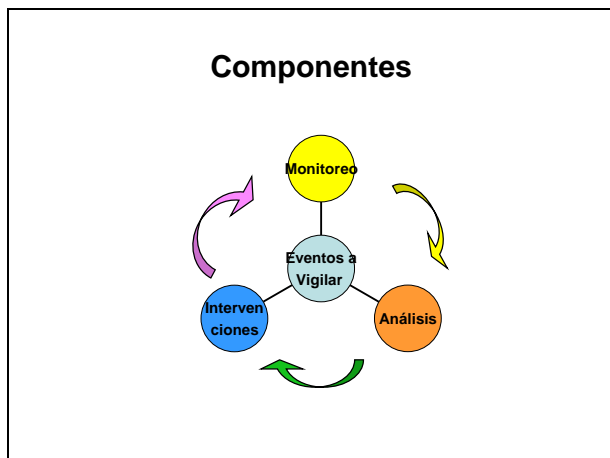 Componentes
Monitoreo
Eventos a
Vigilar
Interven
ciones
Análisis